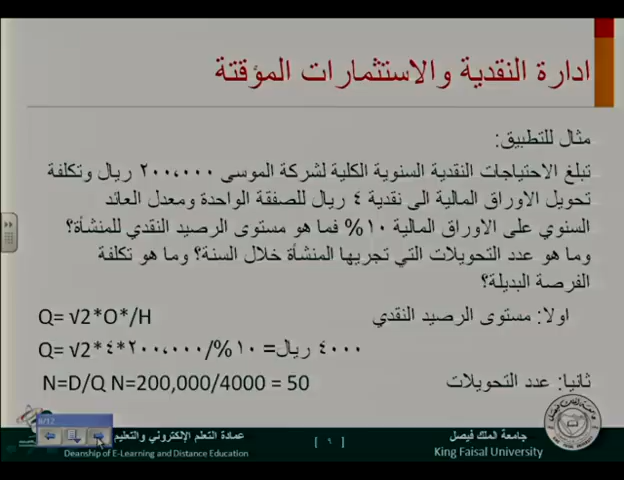 ادارة النقدية والاستثمارات المؤقتة
مثال للتطبيق:
تبلغ الاحتياجات النقدية السنوية الكلية لشركة الموسى ٢٠٠،٠٠٠ ريال وتكلفة
تحويل الاوراق المالية الى نقدية ٤ ريال للصفقة الواحدة ومعدل العائد
السنوي على الاوراق المالية ١٠% فما هو مستوى الرصيد النقدي للمنشأة؟
وما هو عدد التحويلات التي تجريها المنشأة خلال السنة؟ وما هو تكلفة
الفرصة البديلة؟
اولا: مستوى الرصيد النقدي Q= √2*O*/H
Q= √2*٤*٢٠٠،٠٠٠/%١٠ =ريال ٤٠٠٠
ثانيا: عدد التحويلات N=D/Q N=200,000/4000 = 50
8/12
جامعة الملك فيصل
King Faisal University
[ ٩ ]
عمادة التعلم الإلكتروني والتعليم
Deanship of E-Learning and Distance Education